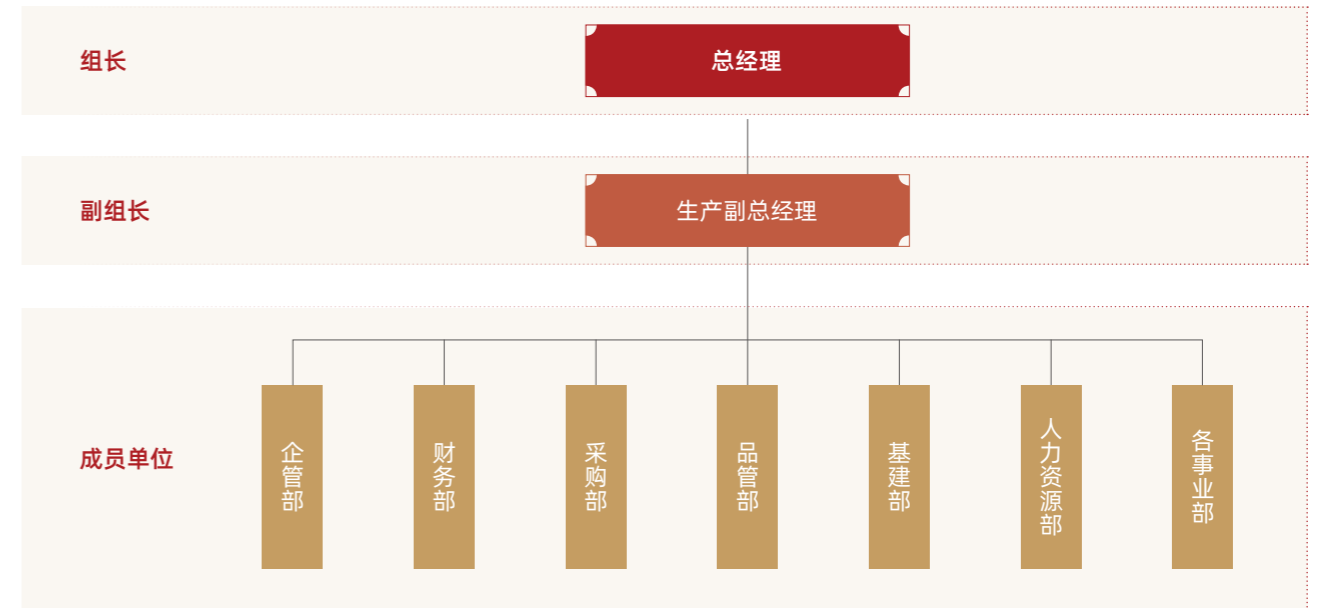 组长
总经理
副组长
生产副总经理
成员单位
企管部
财务部
采购部
品管部
基建部
人力资源部
各事业部